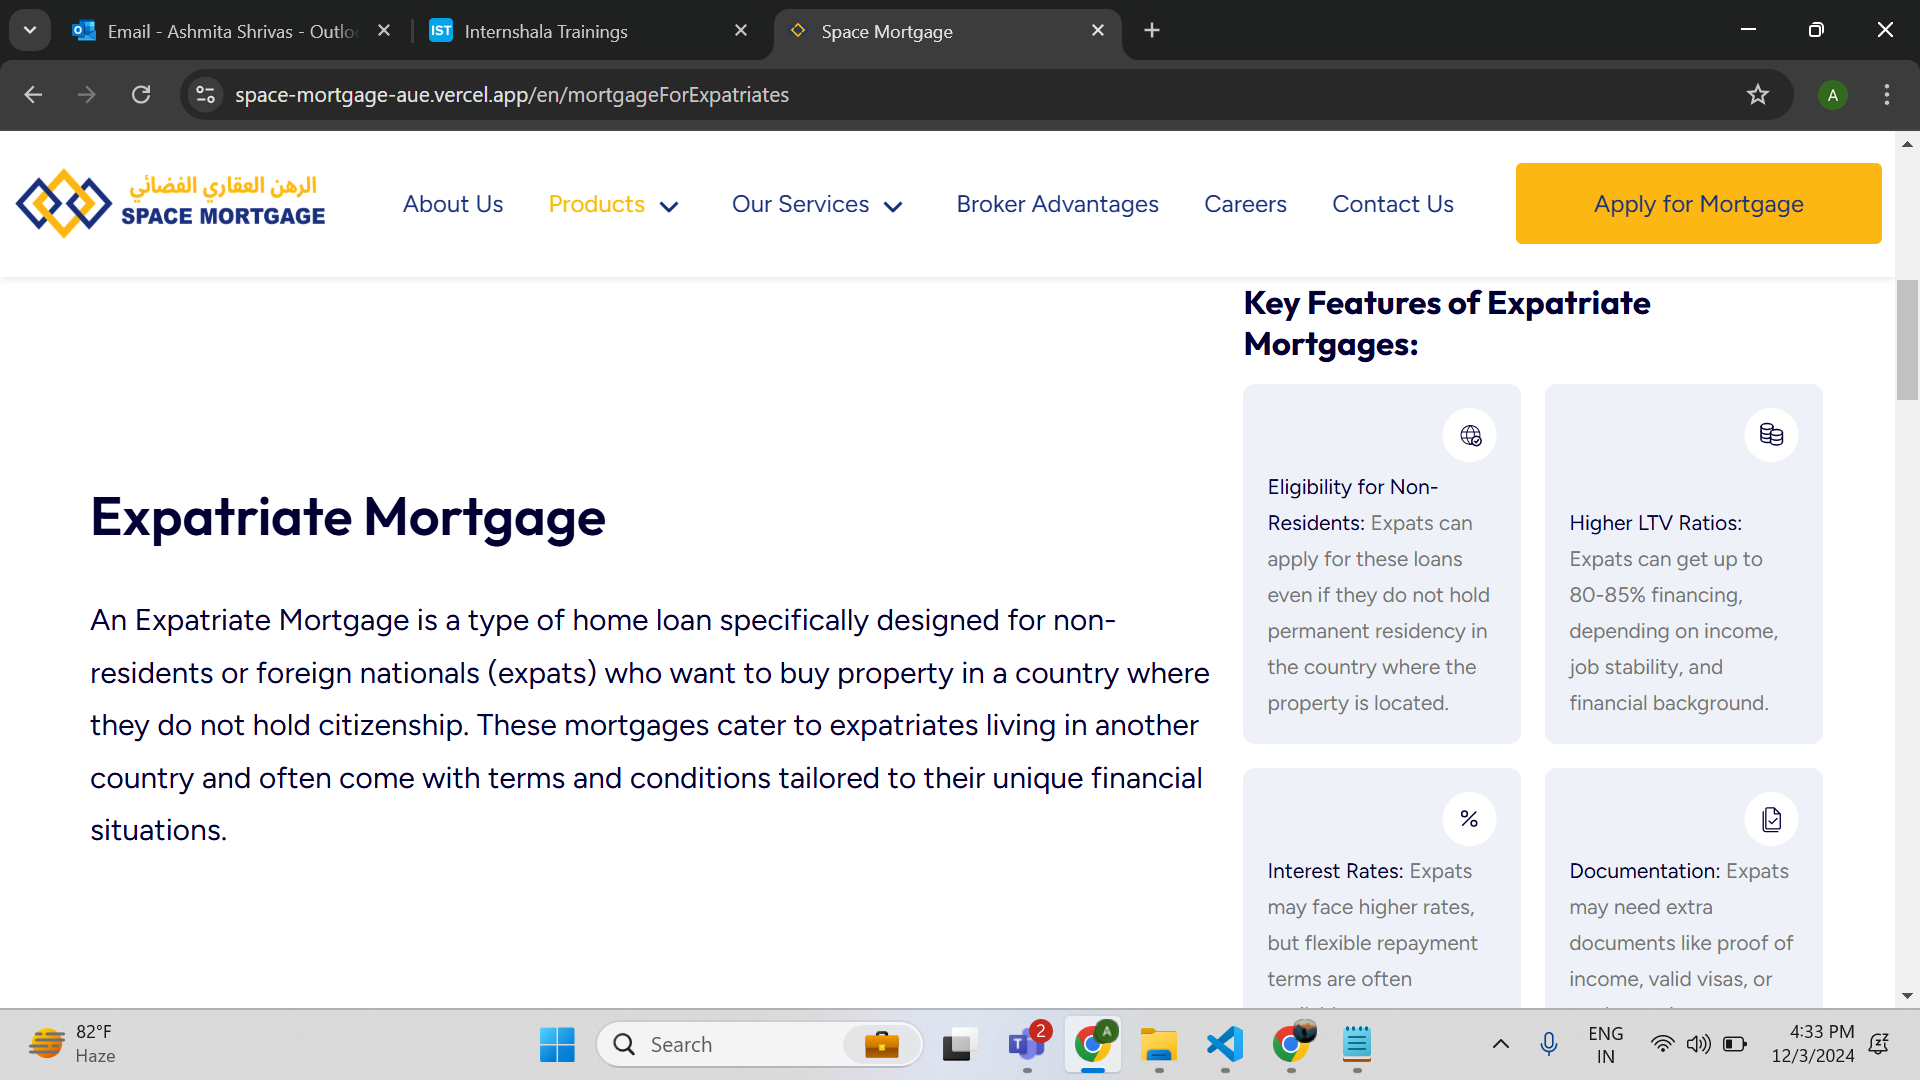 Email - Ashmita Shrivas - Outlo
IST Internshala Trainings
Space Mortgage
space-mortgage-aue.vercel.app/en/mortgageForExpatriates
A
الرهن العقاري الفضائي
SPACE MORTGAGE
About Us
Products
Our Services
Broker Advantages
Careers
Contact Us
Apply for Mortgage
Expatriate Mortgage
An Expatriate Mortgage is a type of home loan specifically designed for non-
residents or foreign nationals (expats) who want to buy property in a country where
they do not hold citizenship. These mortgages cater to expatriates living in another
country and often come with terms and conditions tailored to their unique financial
situations.
Key Features of Expatriate
Mortgages:
Eligibility for Non-
Residents: Expats can
apply for these loans
even if they do not hold
permanent residency in
the country where the
property is located.
Higher LTV Ratios:
Expats can get up to
80-85% financing,
depending on income,
job stability, and
financial background.
Interest Rates: Expats
may face higher rates,
but flexible repayment
terms are often
Documentation: Expats
may need extra
documents like proof of
income, valid visas, or
82°F
Haze
Search
2
A
ENG
IN
4:33 PM
12/3/2024